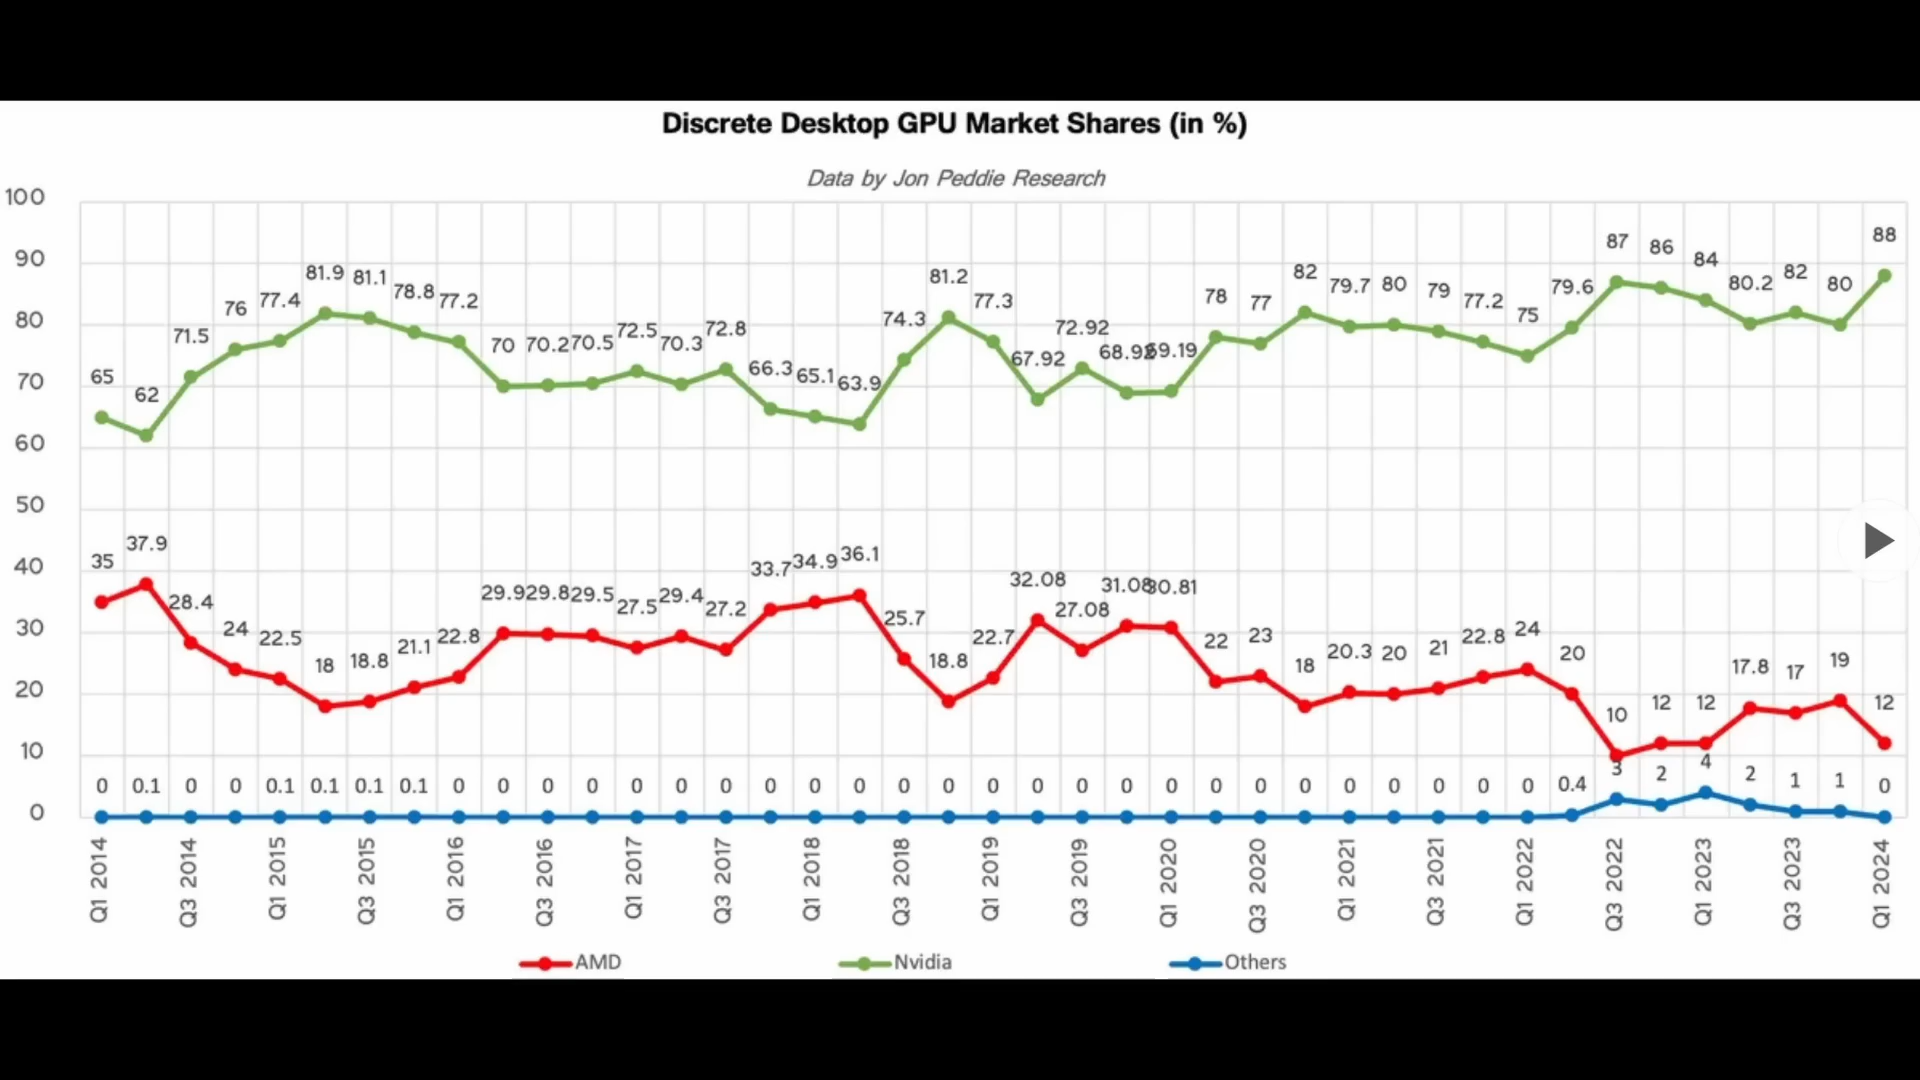 Discrete Desktop GPU Market Shares (in %)
Data by Jon Peddie Research
100
90
80
70
60
50
40
30
20
10
0
65 62 71.5 76 77.4 81.9 81.1 78.8 77.2 70 70.2 70.5 72.5 70.3 72.8 66.3 65.1 63.9 74.3 81.2 77.3 67.92 72.92 68.92 69.19 78 77 82 79.7 80 79 77.2 75 79.6 87 86 84 80.2 82 80 88
35 37.9 28.4 24 22.5 18 18.8 21.1 22.8 29.9 29.8 29.5 27.5 29.4 27.2 33.7 34.9 36.1 25.7 18.8 22.7 32.08 27.08 31.08 30.81 22 23 18 20.3 20 21 22.8 24 20 10 12 12 17.8 17 19 12
0 0.1 0 0 0.1 0.1 0.1 0.1 0 0 0 0 0 0 0 0 0 0 0 0 0 0 0 0 0 0 0 0 0 0 0 0 0 0.4 3 2 4 2 1 1 0
Q1 2014 Q3 2014 Q1 2015 Q3 2015 Q1 2016 Q3 2016 Q1 2017 Q3 2017 Q1 2018 Q3 2018 Q1 2019 Q3 2019 Q1 2020 Q3 2020 Q1 2021 Q3 2021 Q1 2022 Q3 2022 Q1 2023 Q3 2023 Q1 2024
AMD Nvidia Others